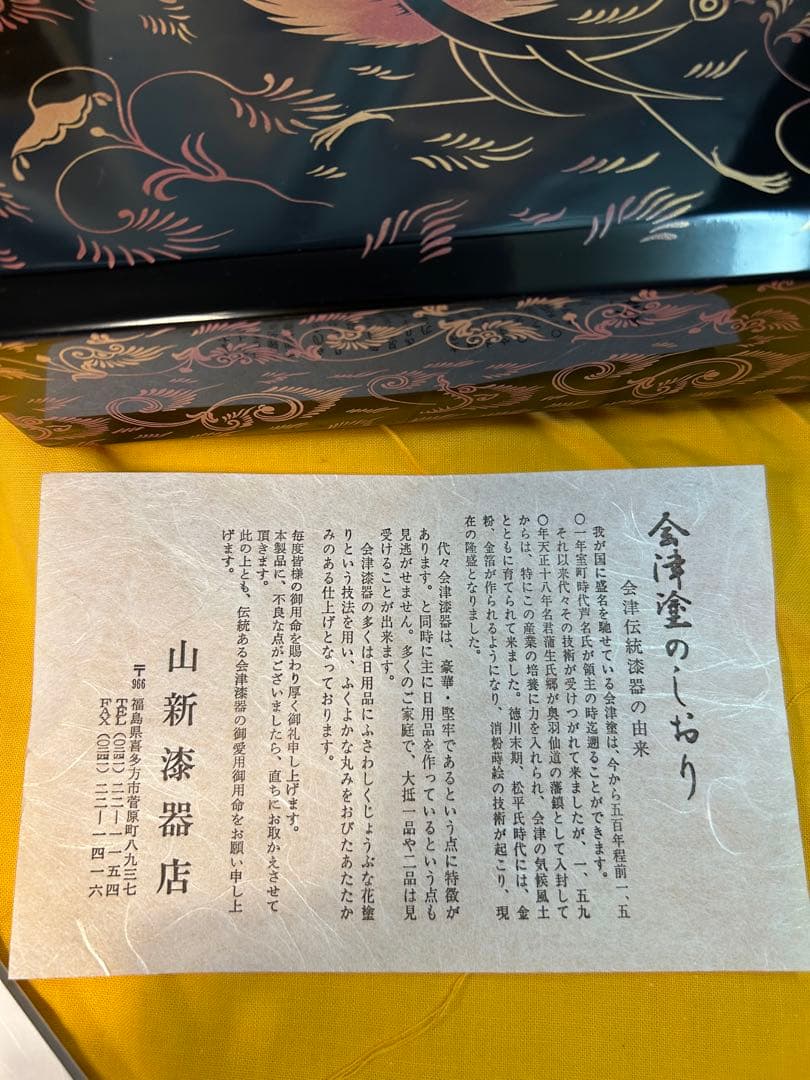 会津塗のしおり
会津伝統漆器の由来
我が国に盛名を馳せている会津塗は、今から五百年程前一、五
〇一年室町時代芦名氏が領主の時迄遡ることができます。
それ以来代々その技術が受けつがれて来ましたが、一、五九
〇年天正十八年名君蒲生氏郷が奥羽仙道の藩鎮として入封して
からは、特にこの産業の培養に力を入れられ、会津の気候風土
とともに育てられて来ました。徳川末期、松平氏時代には、金
粉、金箔が作られるようになり、消粉蒔絵の技術が起こり、現
在の隆盛となりました。
代々会津漆器は、豪華・堅牢であるという点に特徴が
あります。と同時に主に日用品を作っているという点も
見逃がせません。多くのご家庭で、大抵一品や二品は見
受けることが出来ます。
会津漆器の多くは日用品にふさわしくじょうぶな花塗
りという技法を用い、ふくよかな丸みをおびたあたたか
みのある仕上げとなっております。
毎度皆様の御用命を賜わり厚く御礼申し上げます。
本製品に、不良な点がございましたら、直ちにお取かえさせて
頂きます。
此の上とも、伝統ある会津漆器の御愛用御用命をお願い申し上
げます。
山新漆器店
〒966 福島県喜多方市菅原町八九三七
TEL(〇二四一)二二―一一五四
FAX(〇二四一)二二―一四一六